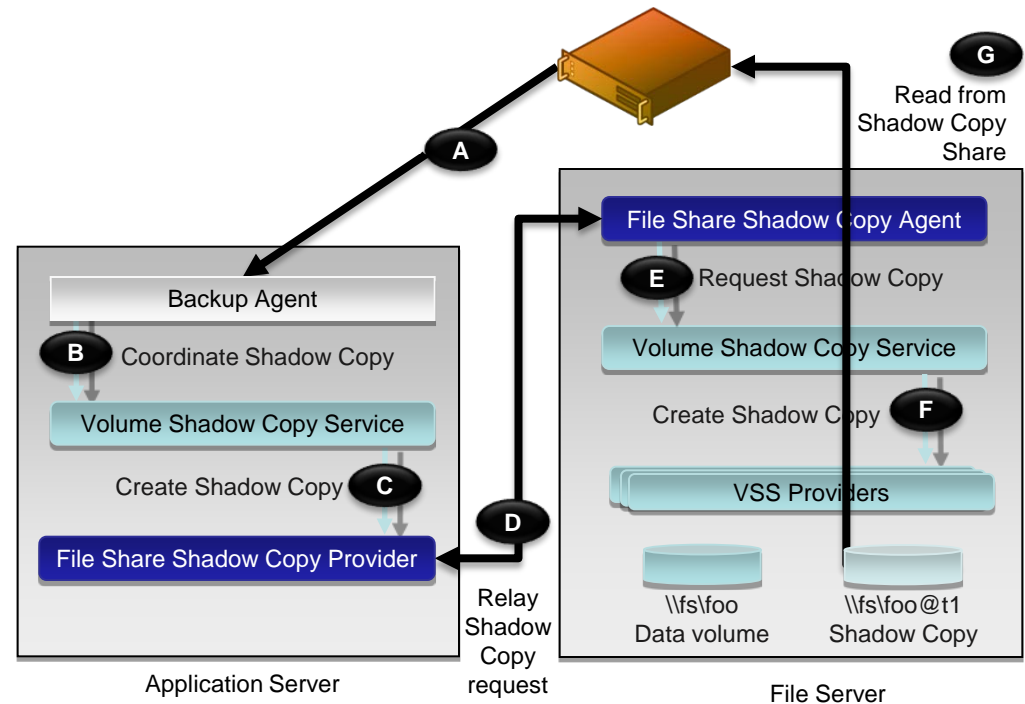 G
Read from
Shadow Copy
Share
A
File Share Shadow Copy Agent
E
Request Shadow Copy
Backup Agent
B
Coordinate Shadow Copy
Volume Shadow Copy Service
Volume Shadow Copy Service
Create Shadow Copy
F
C
Create Shadow Copy
VSS Providers
D
File Share Shadow Copy Provider
Relay
Shadow
Copy
request
\\fs\foo
Data volume
\\fs\foo@t1
Shadow Copy
Application Server
File Server